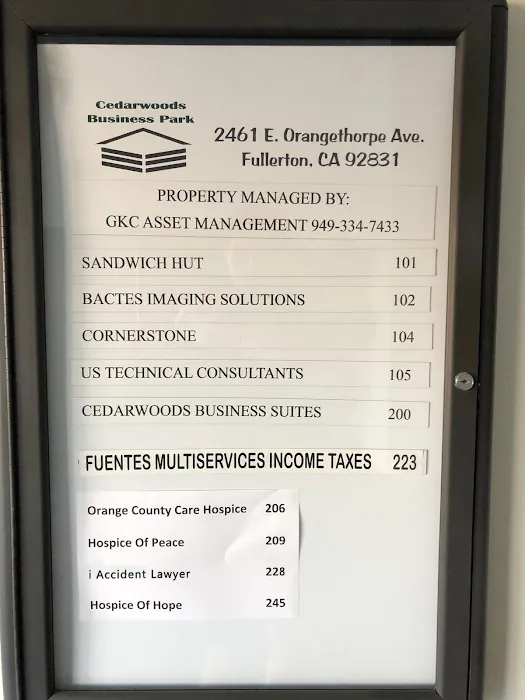 Cedarwoods
Business Park
2461 E. Orangethorpe Ave.
Fullerton, CA 92831
PROPERTY MANAGED BY:
GKC ASSET MANAGEMENT 949-334-7433
SANDWICH HUT 101
BACTES IMAGING SOLUTIONS 102
CORNERSTONE 104
US TECHNICAL CONSULTANTS 105
CEDARWOODS BUSINESS SUITES 200
FUENTES MULTISERVICES INCOME TAXES 223
Orange County Care Hospice 206
Hospice Of Peace 209
i Accident Lawyer 228
Hospice Of Hope 245